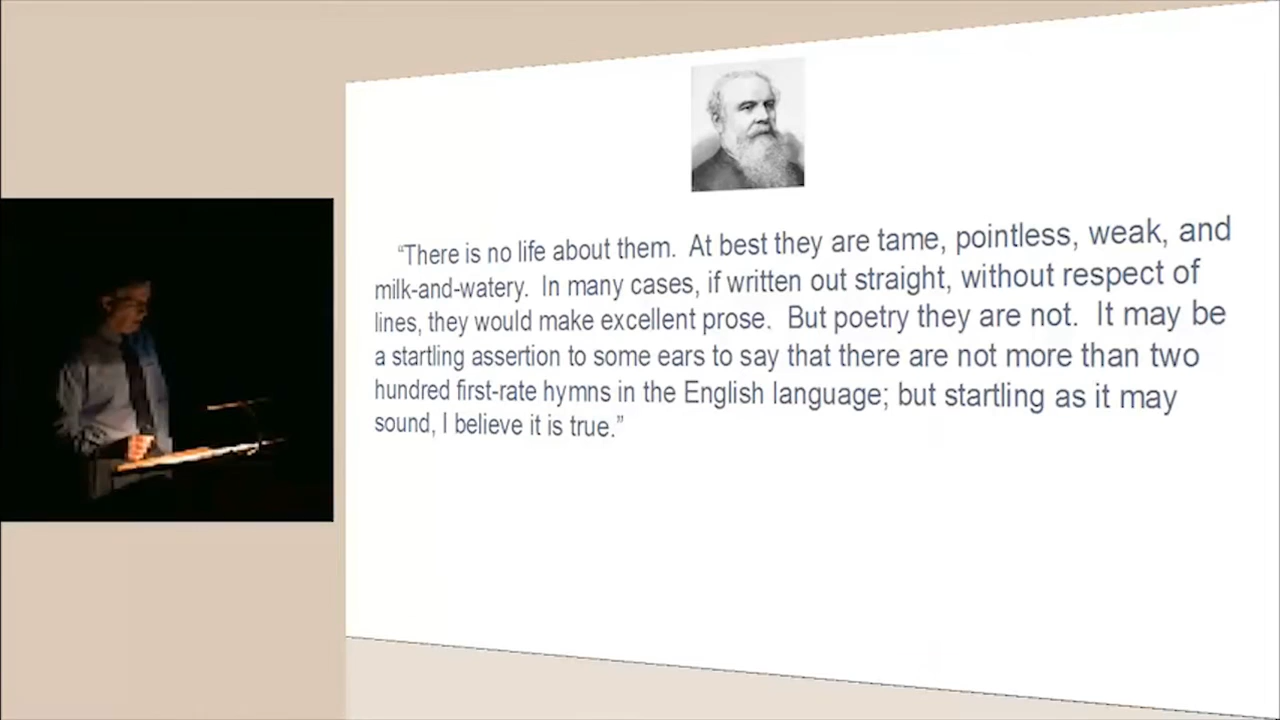 “There is no life about them.  At best they are tame, pointless, weak, and
milk-and-watery.  In many cases, if written out straight, without respect of
lines, they would make excellent prose.  But poetry they are not.  It may be
a startling assertion to some ears to say that there are not more than two
hundred first-rate hymns in the English language; but startling as it may
sound, I believe it is true.”